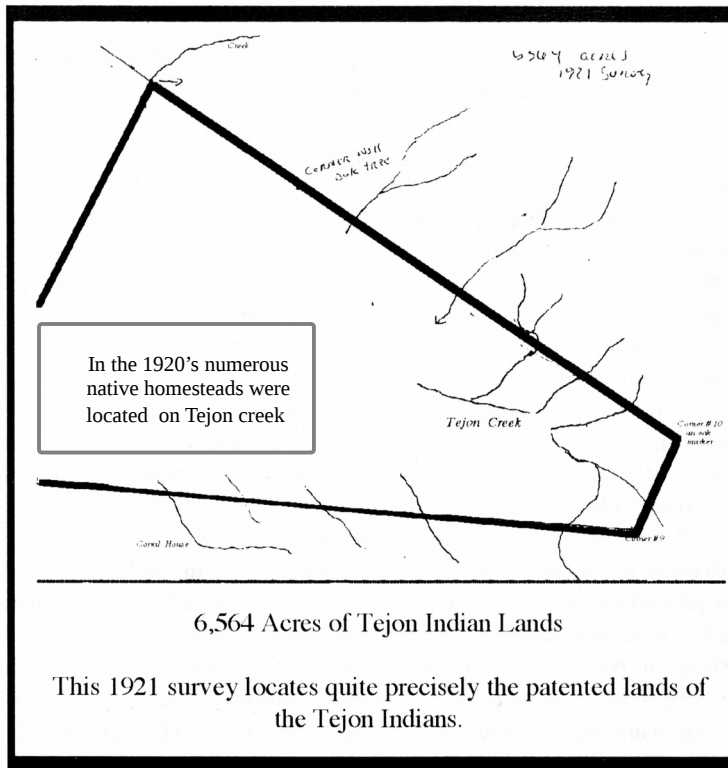 Creek
6564 acres
1921 Survey
Corner well
oak tree
In the 1920’s numerous
native homesteads were
located on Tejon creek
Tejon Creek
Corner # 10
an oak
marker
House
Corner # 9
6,564 Acres of Tejon Indian Lands
This 1921 survey locates quite precisely the patented lands of
the Tejon Indians.